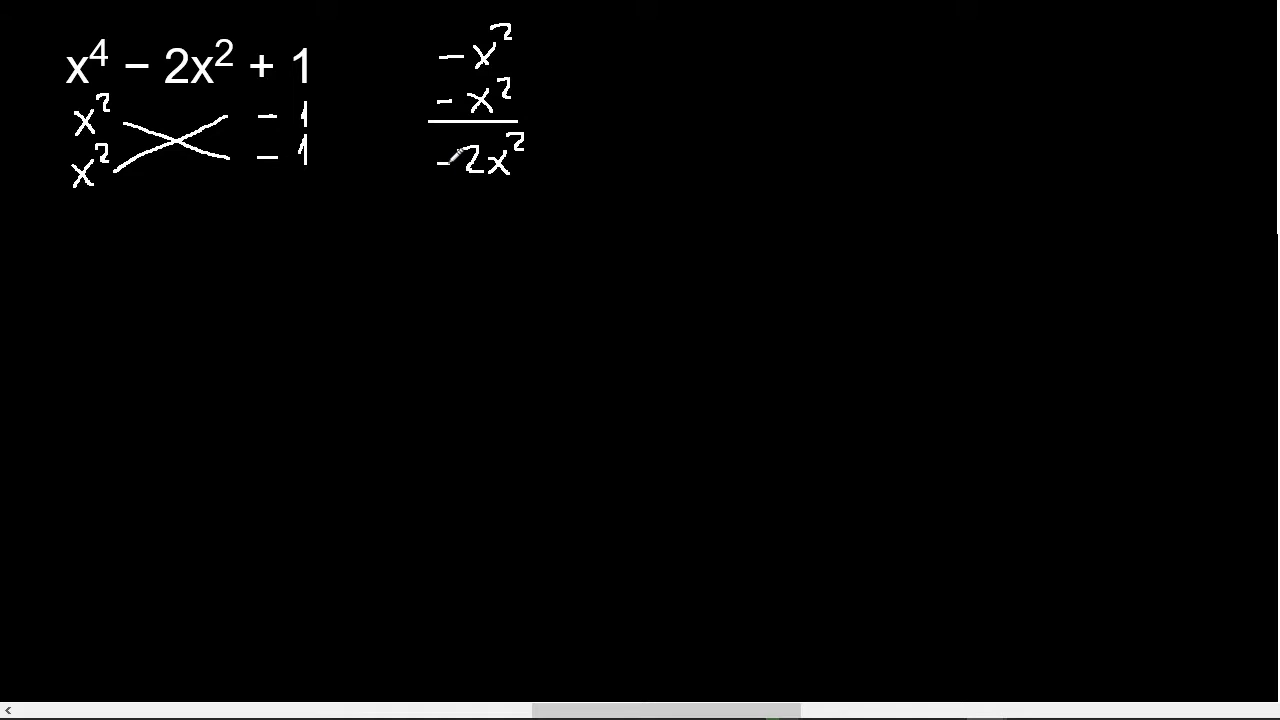 x⁴ − 2x² + 1
x² − 1
x² − 1
− x²
− x²
−2x²